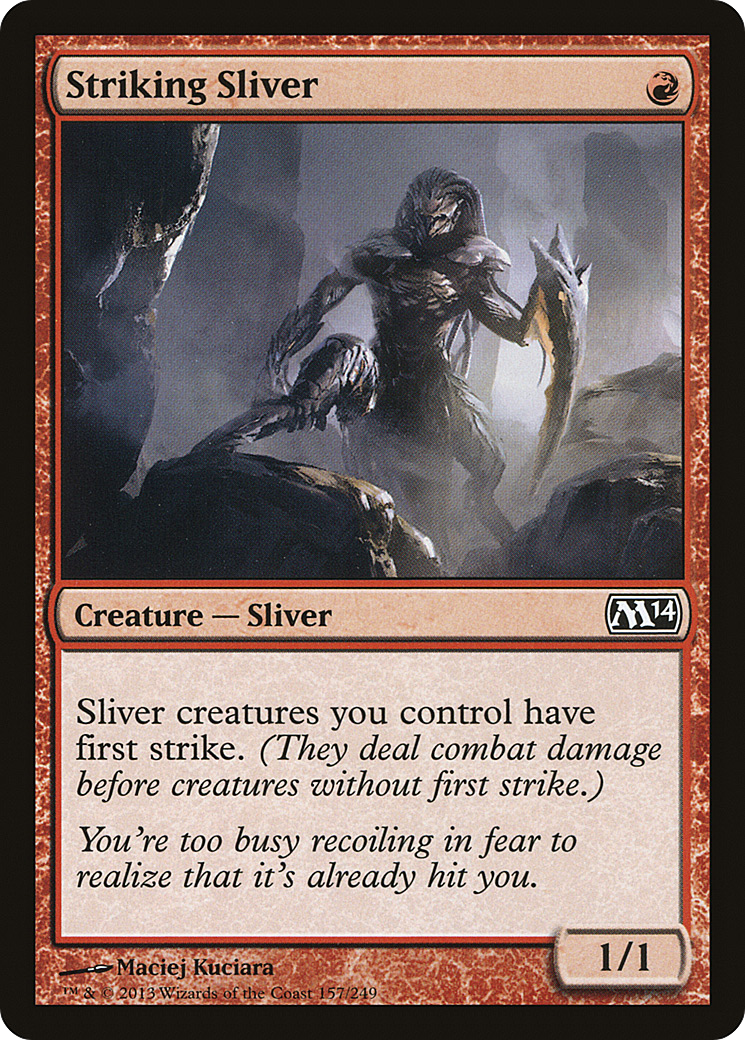 Striking Sliver
Creature — Sliver
M14
Sliver creatures you control have
first strike. (They deal combat damage
before creatures without first strike.)
You're too busy recoiling in fear to
realize that it's already hit you.
1/1
Maciej Kuciara
™ & © 2013 Wizards of the Coast 157/249